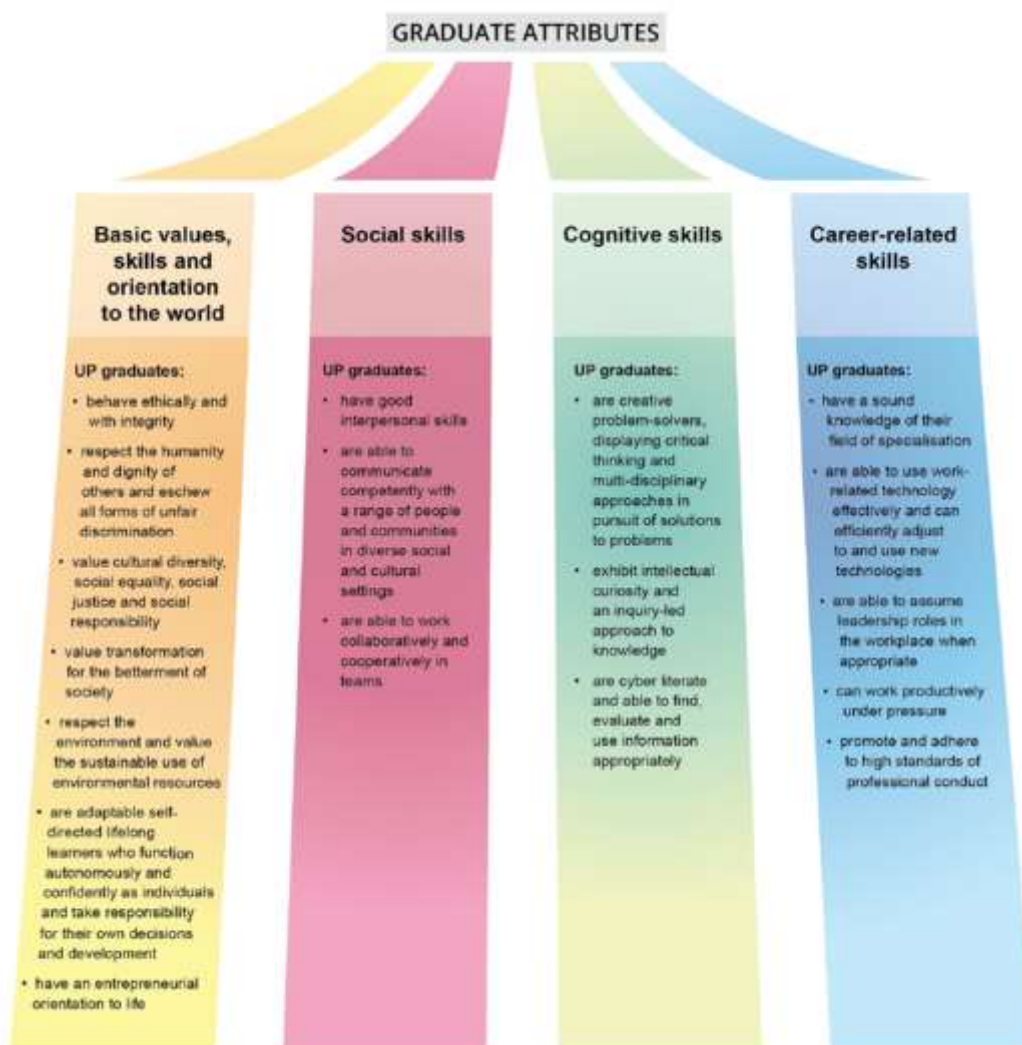 GRADUATE ATTRIBUTES
Basic values,
skills and
orientation
to the world
UP graduates:
• behave ethically and
with integrity
• respect the humanity
and dignity of
others and eschew
all forms of unfair
discrimination
• value cultural diversity,
social equality, social
justice and social
responsibility
• value transformation
for the betterment of
society
• respect the
environment and value
the sustainable use of
environmental resources
• are adaptable self-
directed lifelong
learners who function
autonomously and
confidently as individuals
and take responsibility
for their own decisions
and development
• have an entrepreneurial
orientation to life
Social skills
UP graduates:
• have good
interpersonal skills
• are able to
communicate
competently with
a range of people
and communities
in diverse social
and cultural
settings
• are able to work
collaboratively and
cooperatively in
teams
Cognitive skills
UP graduates:
• are creative
problem-solvers,
displaying critical
thinking and
multi-disciplinary
approaches in
pursuit of solutions
to problems
• exhibit intellectual
curiosity and
an inquiry-led
approach to
knowledge
• are cyber literate
and able to find,
evaluate and
use information
appropriately
Career-related
skills
UP graduates:
• have a sound
knowledge of their
field of specialisation
• are able to use work-
related technology
effectively and can
efficiently adjust
to and use new
technologies
• are able to assume
leadership roles in
the workplace when
appropriate
• can work productively
under pressure
• promote and adhere
to high standards of
professional conduct